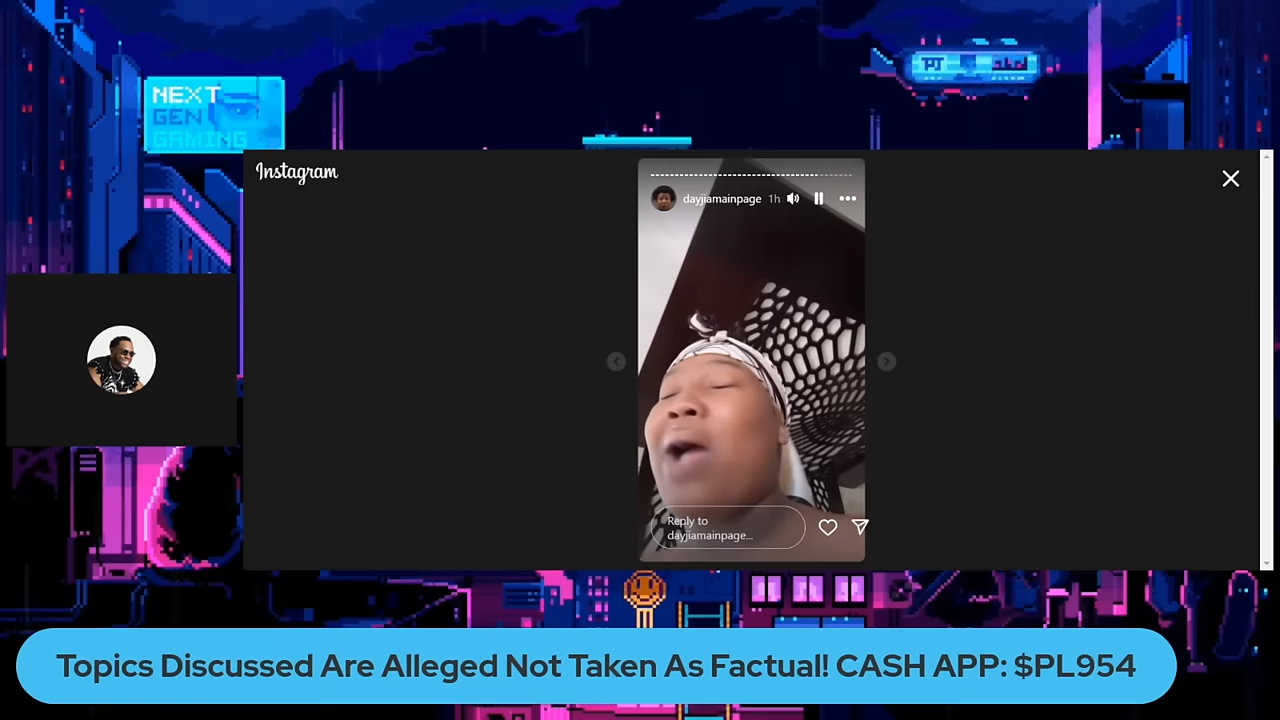 NEXT
GEN
GAMING
Instagram
dayjiamainpage 1h
Reply to
dayjiamainpage...
Topics Discussed Are Alleged Not Taken As Factual! CASH APP: $PL954